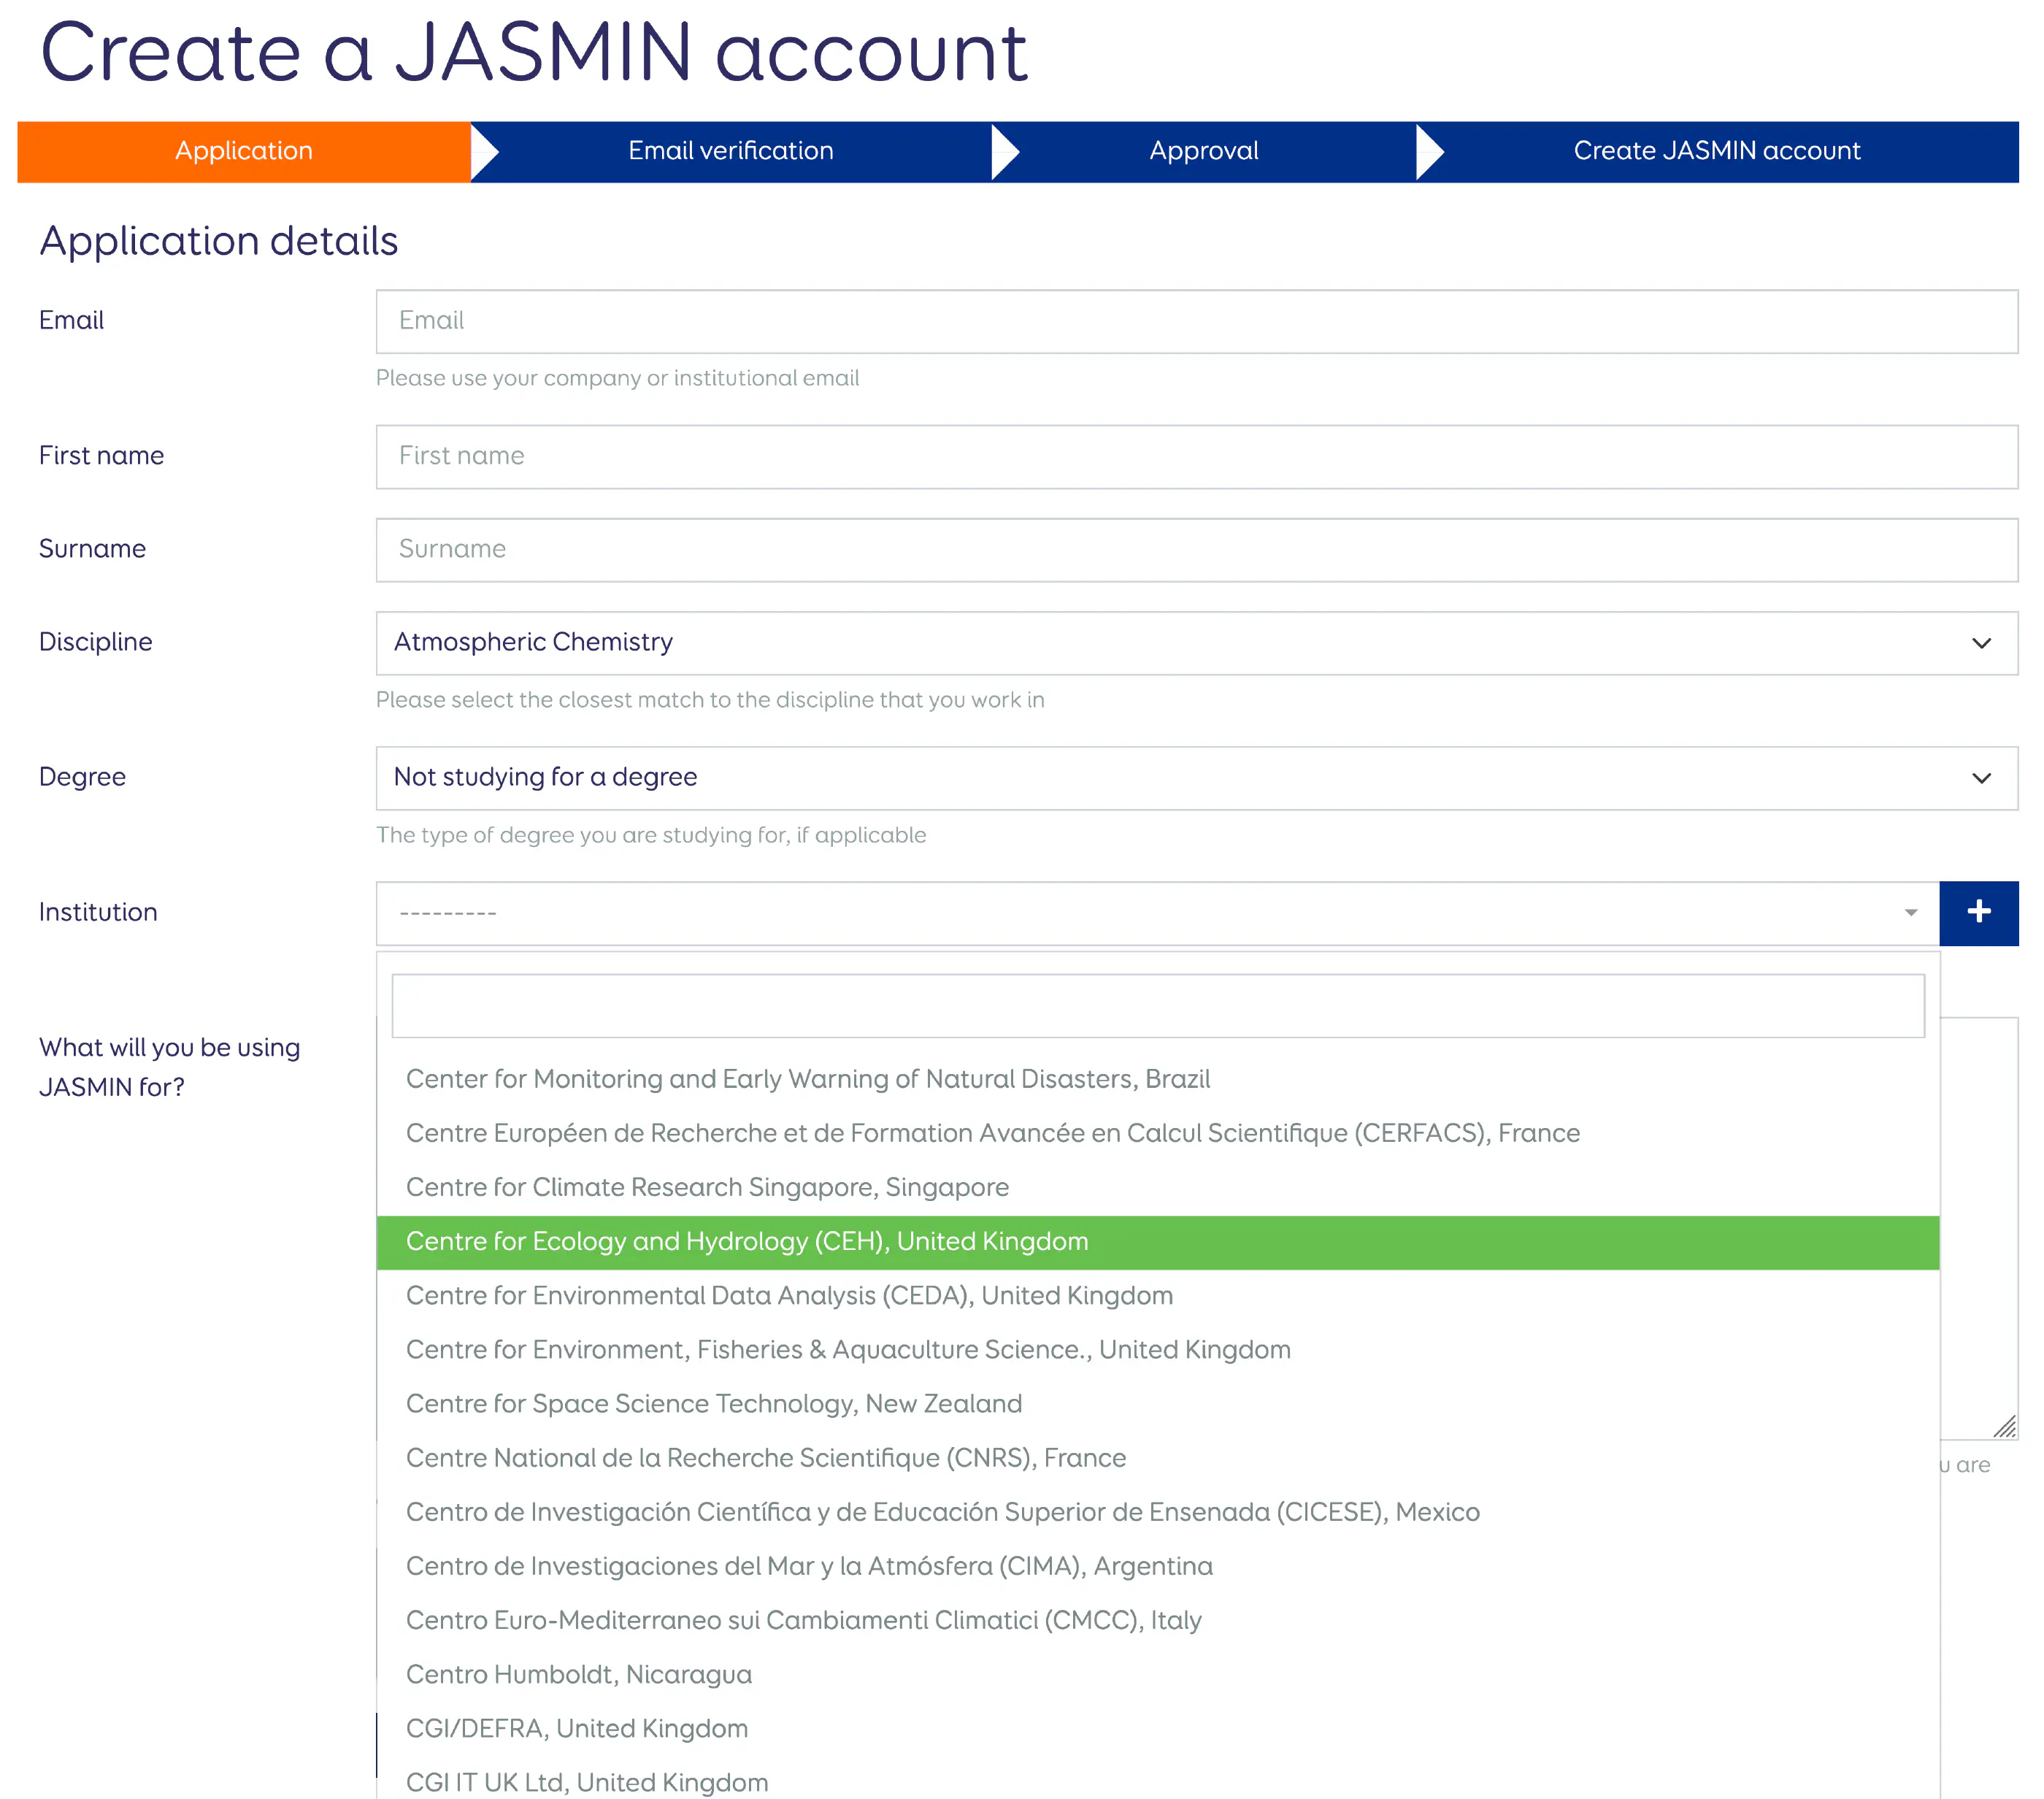 Create a JASMIN account
Application
Email verification
Approval
Create JASMIN account
Application details
Email
Email
Please use your company or institutional email
First name
First name
Surname
Surname
Discipline
Atmospheric Chemistry
Please select the closest match to the discipline that you work in
Degree
Not studying for a degree
The type of degree you are studying for, if applicable
Institution
---------
+
What will you be using
JASMIN for?
Center for Monitoring and Early Warning of Natural Disasters, Brazil
Centre Européen de Recherche et de Formation Avancée en Calcul Scientifique (CERFACS), France
Centre for Climate Research Singapore, Singapore
Centre for Ecology and Hydrology (CEH), United Kingdom
Centre for Environmental Data Analysis (CEDA), United Kingdom
Centre for Environment, Fisheries & Aquaculture Science., United Kingdom
Centre for Space Science Technology, New Zealand
Centre National de la Recherche Scientifique (CNRS), France
u are
Centro de Investigación Científica y de Educación Superior de Ensenada (CICESE), Mexico
Centro de Investigaciones del Mar y la Atmósfera (CIMA), Argentina
Centro Euro-Mediterraneo sui Cambiamenti Climatici (CMCC), Italy
Centro Humboldt, Nicaragua
CGI/DEFRA, United Kingdom
CGI IT UK Ltd, United Kingdom